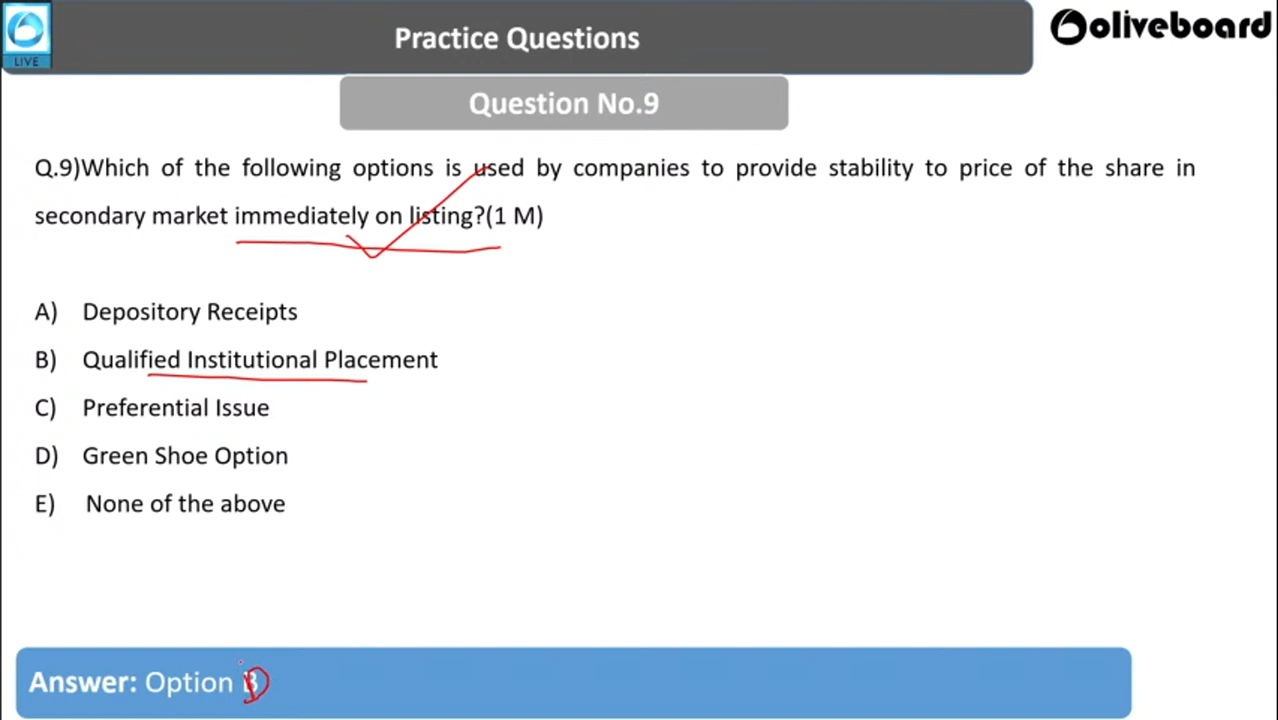 LIVE
Practice Questions
oliveboard
Question No.9
Q.9)Which of the following options is used by companies to provide stability to price of the share in
secondary market immediately on listing?(1 M)
A) Depository Receipts
B) Qualified Institutional Placement
C) Preferential Issue
D) Green Shoe Option
E) None of the above
Answer: Option D